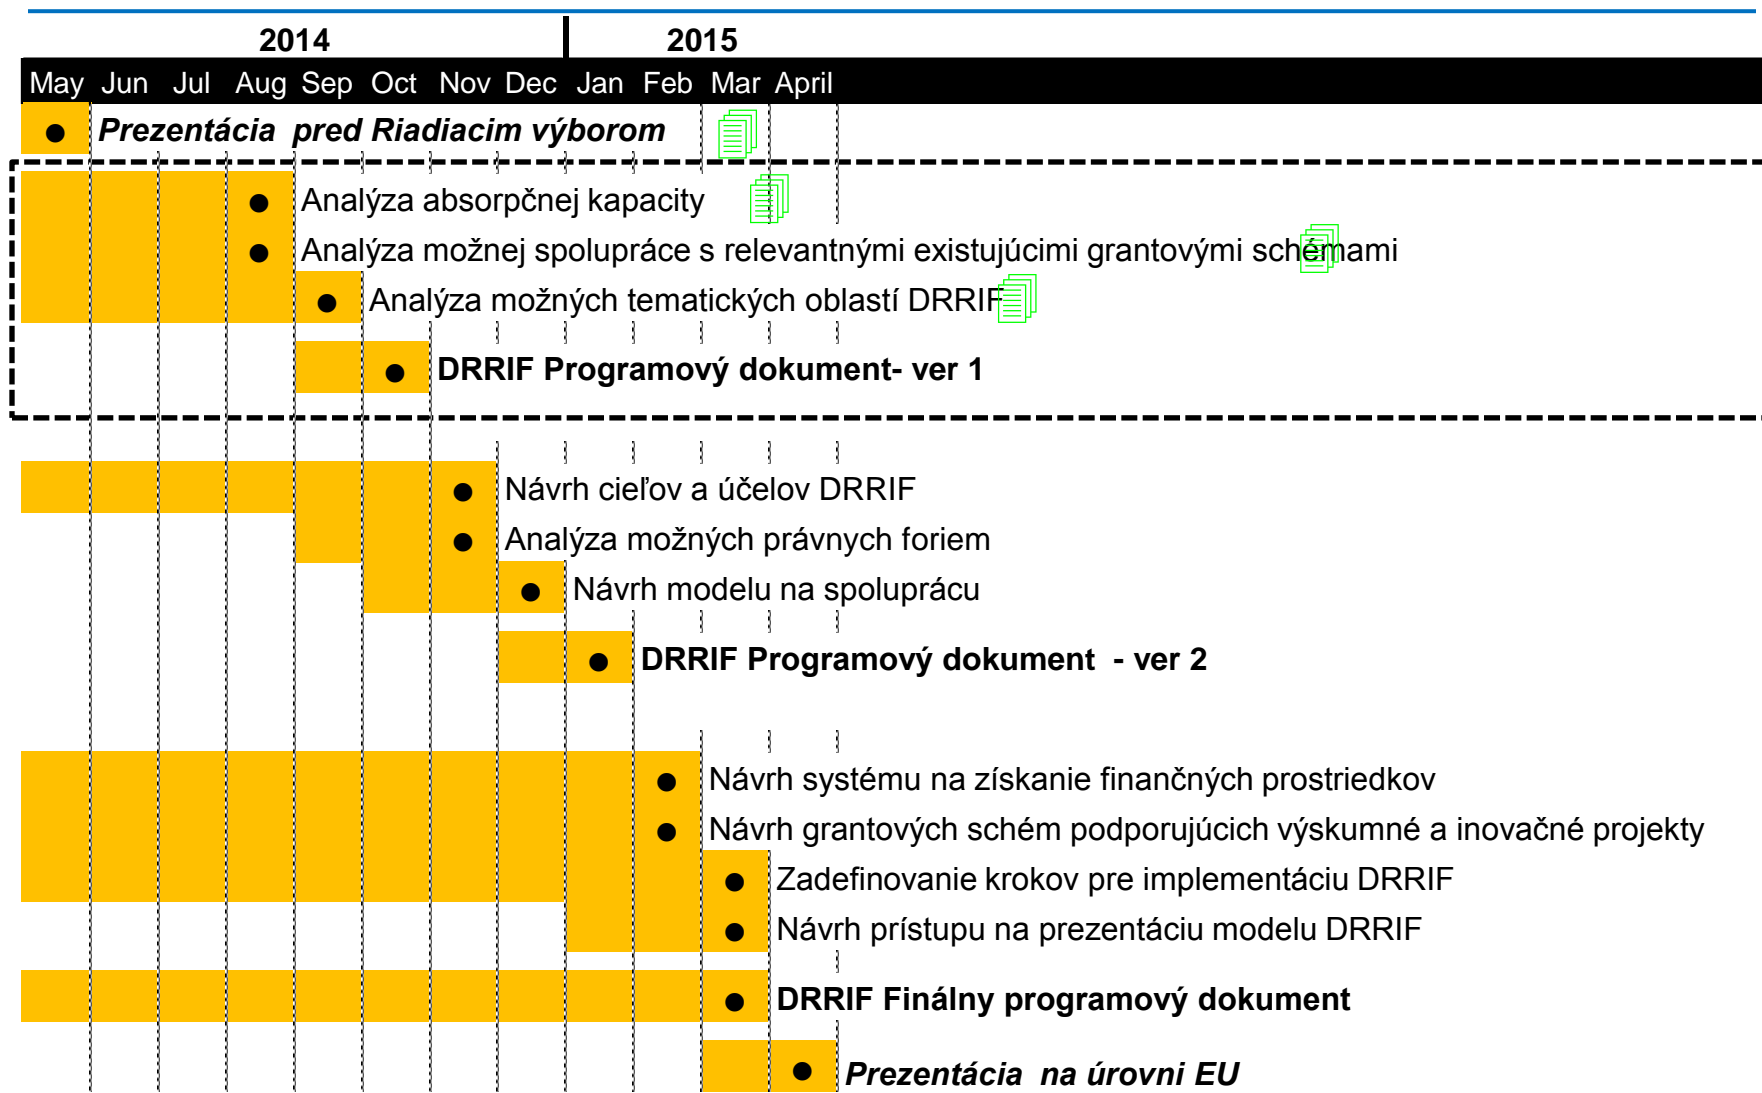 2014 2015
May Jun Jul Aug Sep Oct Nov Dec Jan Feb Mar April
Prezentácia pred Riadiacim výborom
Analýza absorpčnej kapacity
Analýza možnej spolupráce s relevantnými existujúcimi grantovými schémami
Analýza možných tematických oblastí DRRIF
DRRIF Programový dokument- ver 1
Návrh cieľov a účelov DRRIF
Analýza možných právnych foriem
Návrh modelu na spoluprácu
DRRIF Programový dokument - ver 2
Návrh systému na získanie finančných prostriedkov
Návrh grantových schém podporujúcich výskumné a inovačné projekty
Zadefinovanie krokov pre implementáciu DRRIF
Návrh prístupu na prezentáciu modelu DRRIF
DRRIF Finálny programový dokument
Prezentácia na úrovni EU